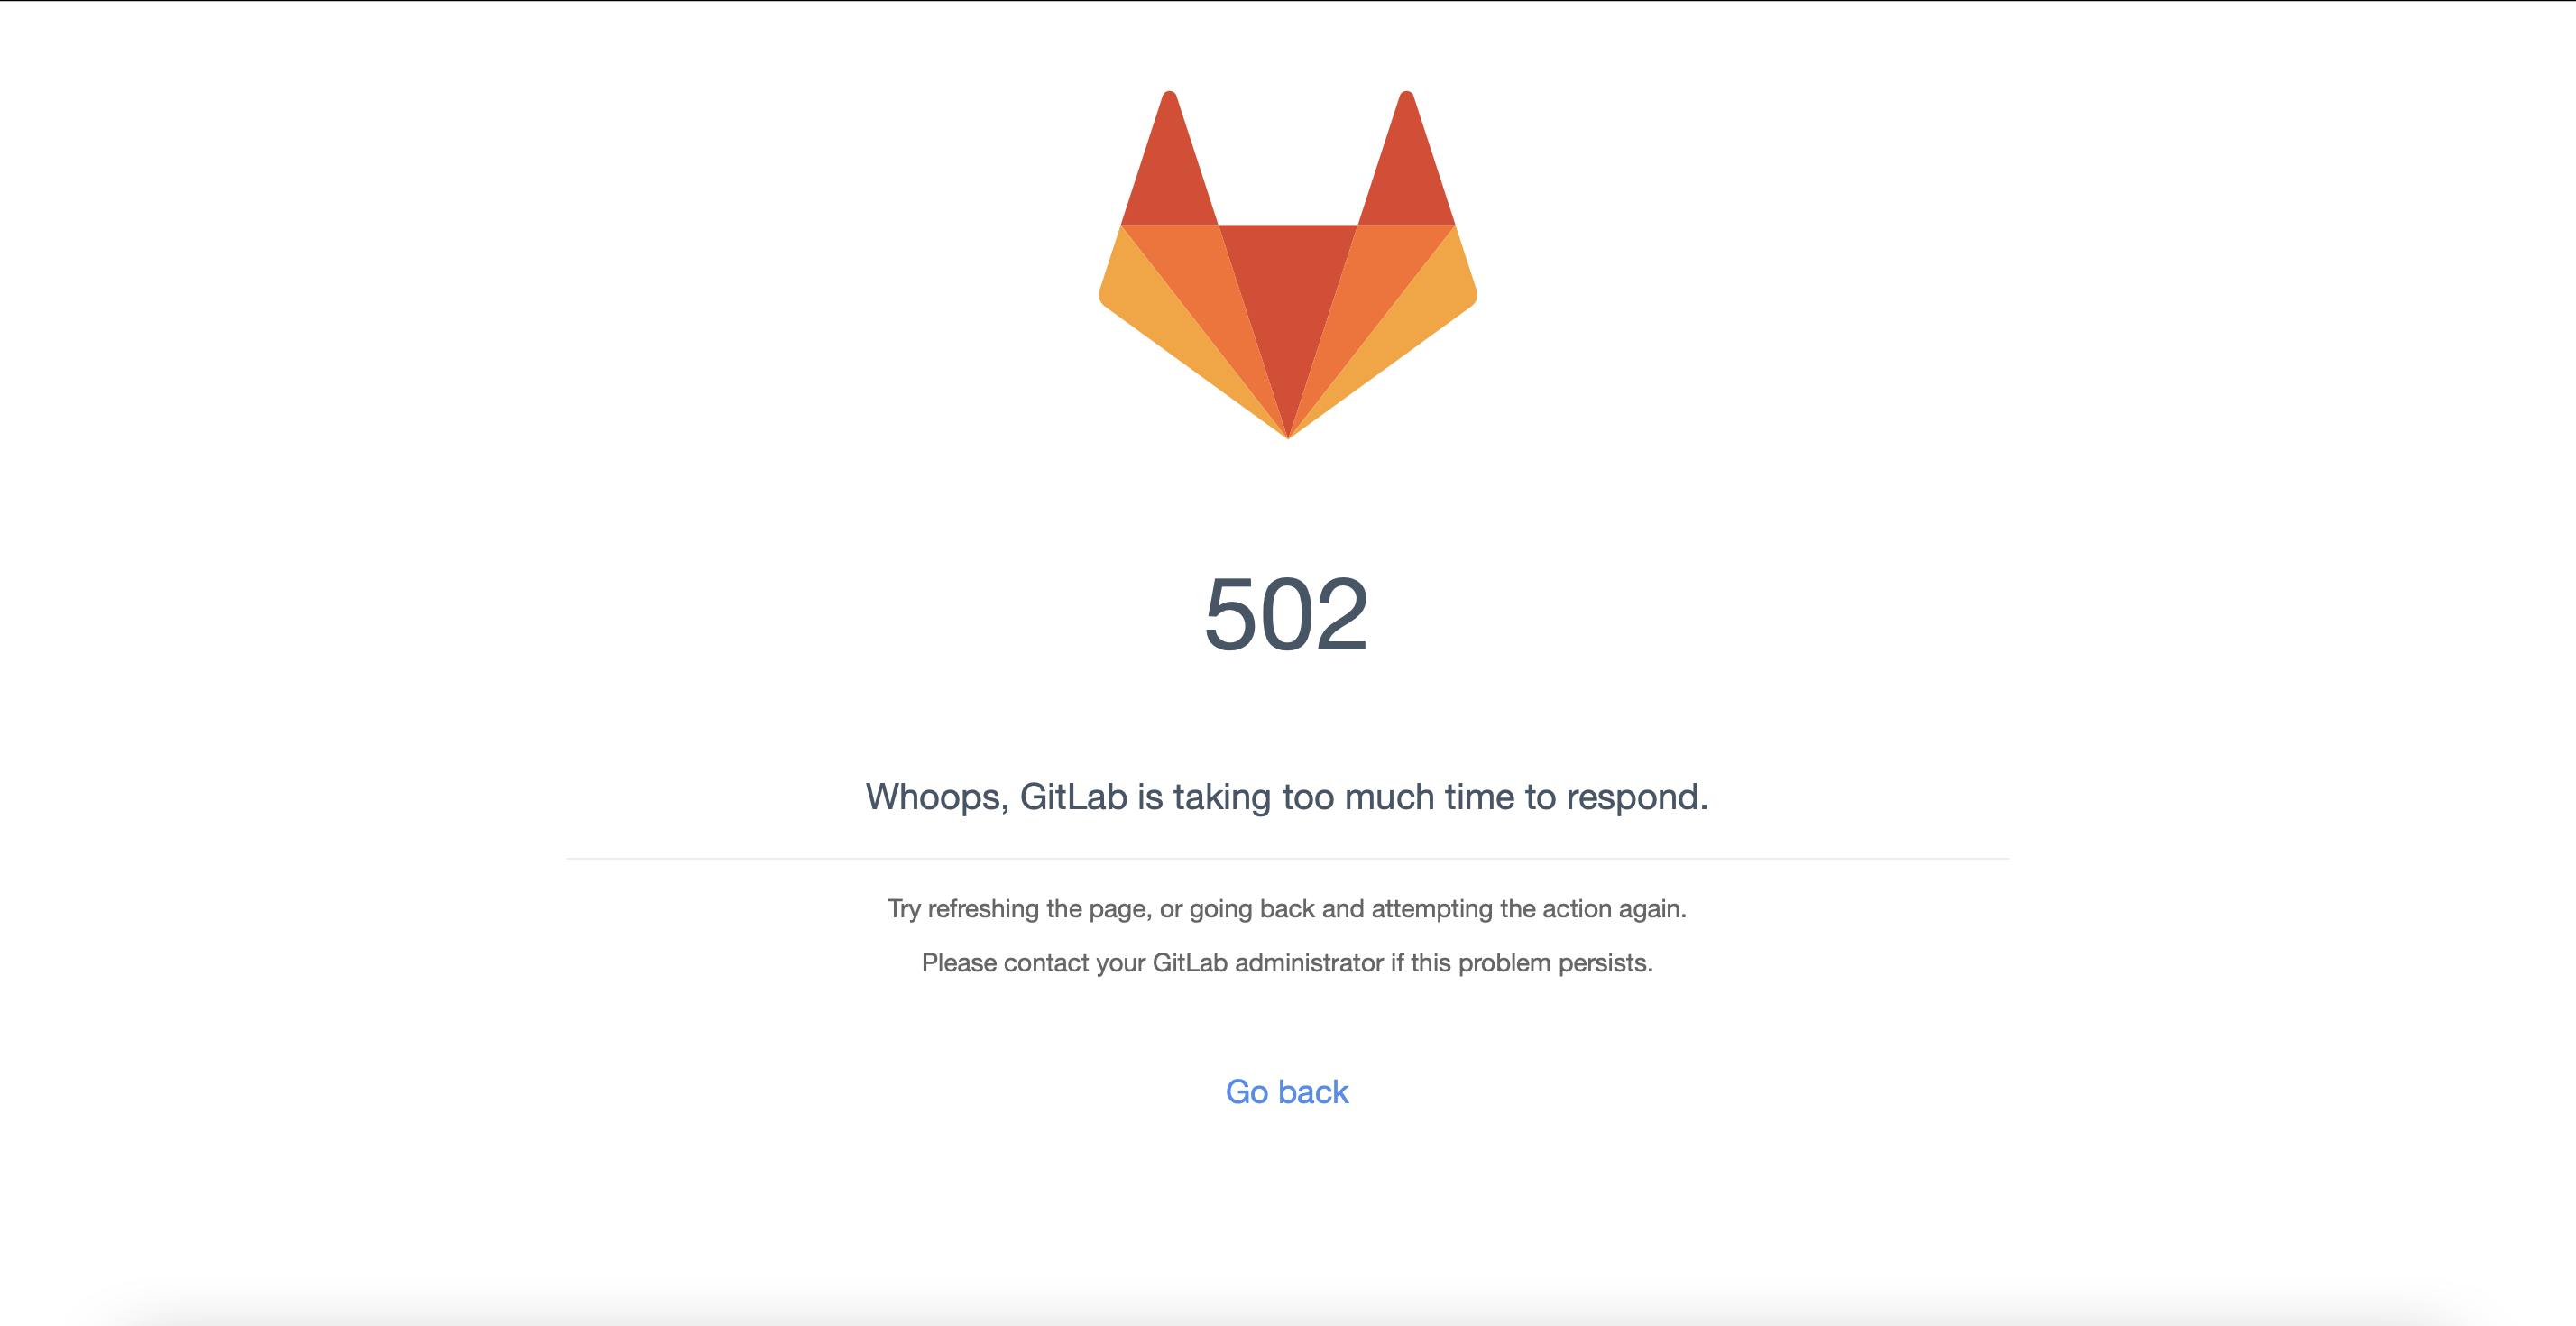 502
Whoops, GitLab is taking too much time to respond.
Try refreshing the page, or going back and attempting the action again.
Please contact your GitLab administrator if this problem persists.
Go back